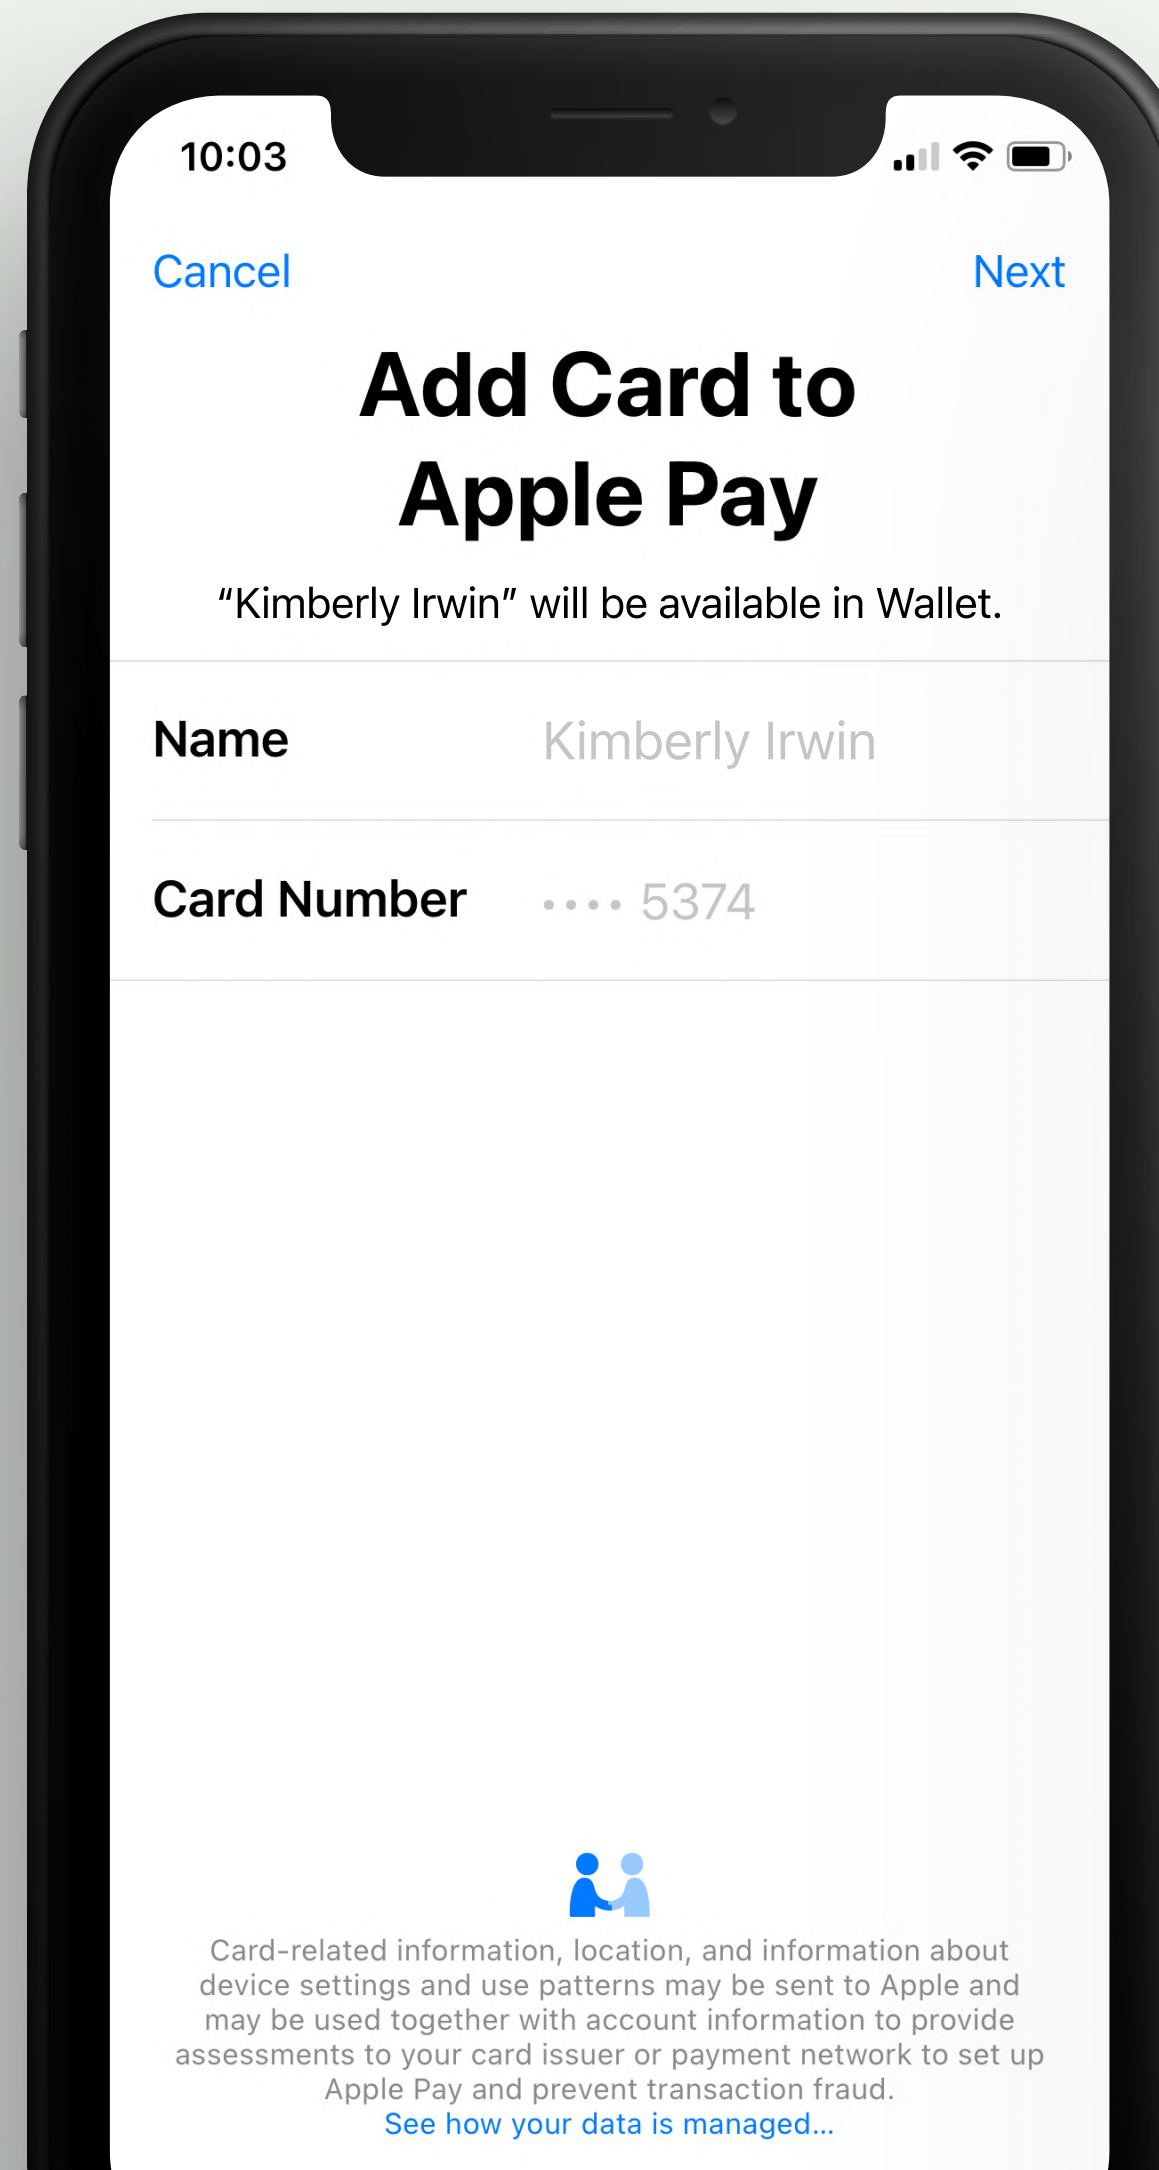 10:03
Cancel
Next
Add Card to
Apple Pay
“Kimberly Irwin” will be available in Wallet.
Name
Kimberly Irwin
Card Number
•••• 5374
Card-related information, location, and information about
device settings and use patterns may be sent to Apple and
may be used together with account information to provide
assessments to your card issuer or payment network to set up
Apple Pay and prevent transaction fraud.
See how your data is managed...